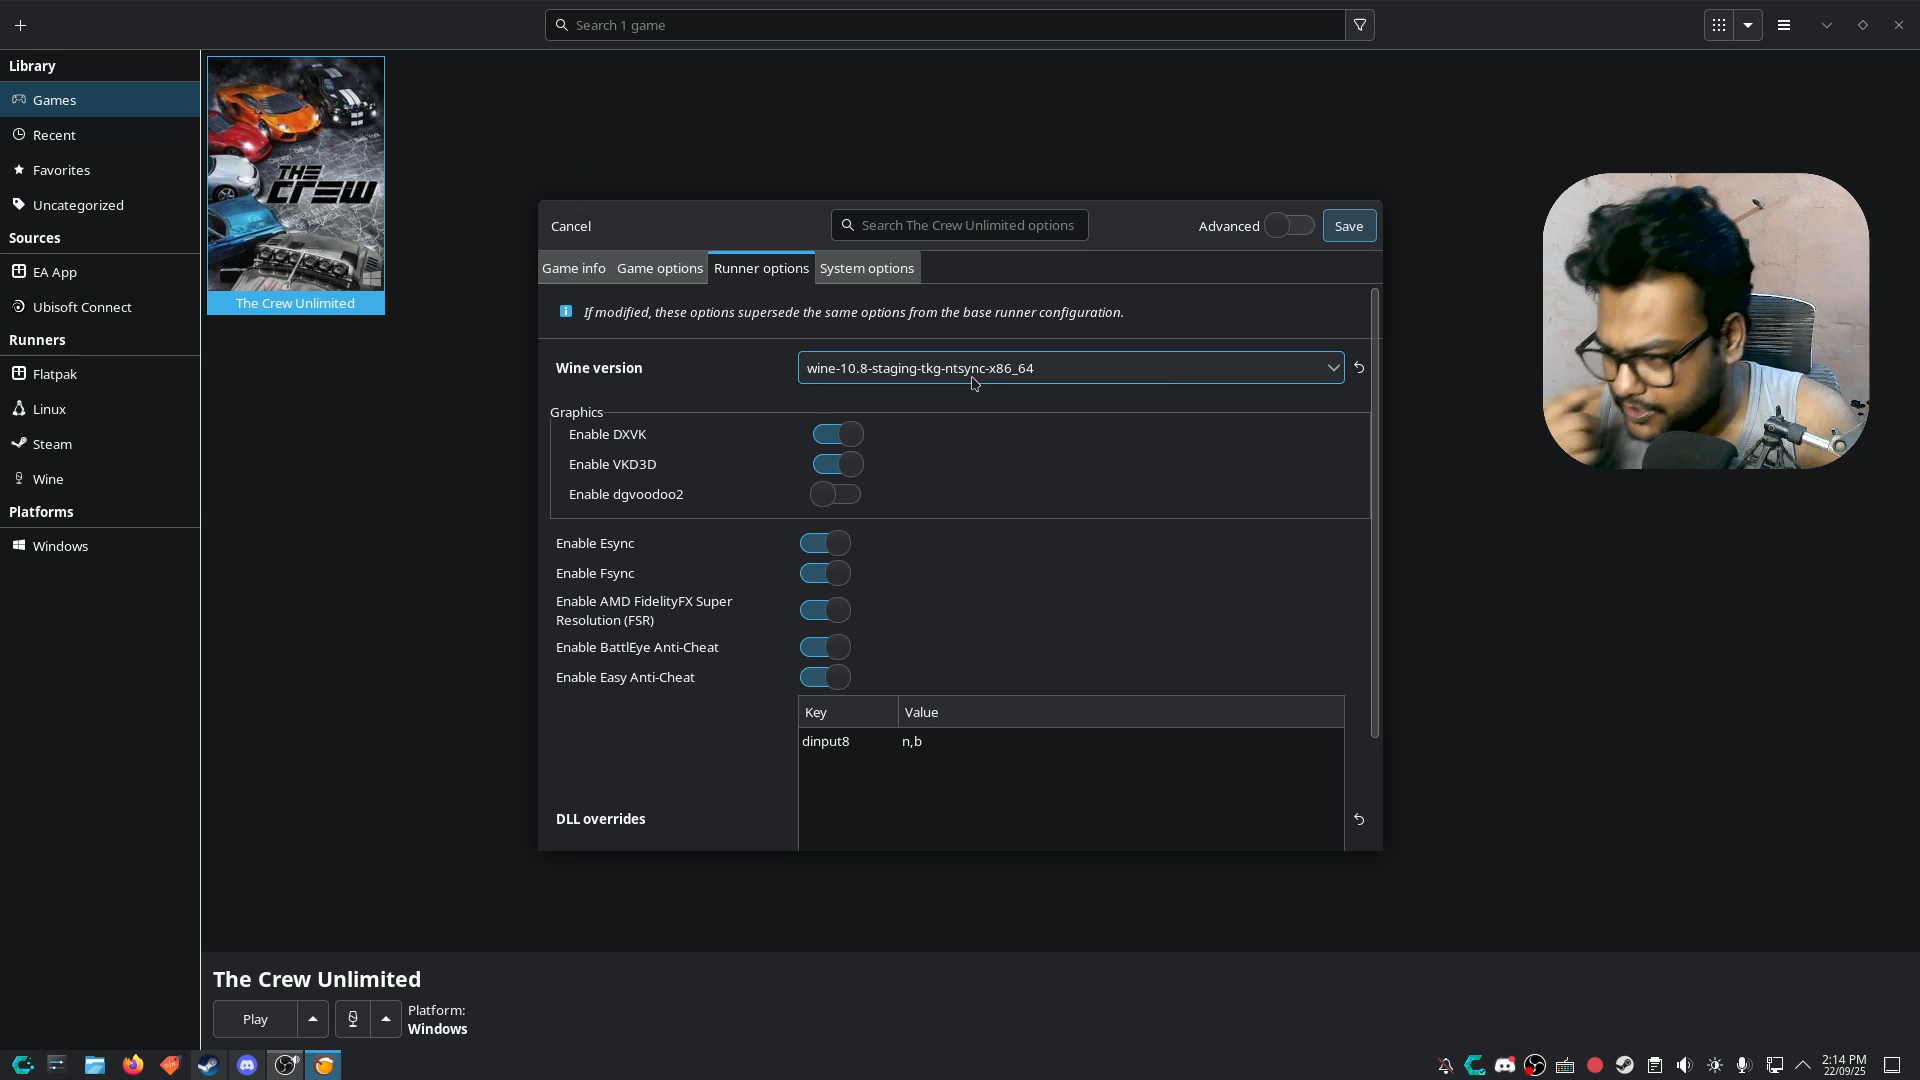 Search 1 game
Library
Games
Recent
Favorites
Uncategorized
Sources
EA App
Ubisoft Connect
Runners
Flatpak
Linux
Steam
Wine
Platforms
Windows
THE CREW
The Crew Unlimited
Cancel
Search The Crew Unlimited options
Advanced
Save
Game info
Game options
Runner options
System options
If modified, these options supersede the same options from the base runner configuration.
Wine version
wine-10.8-staging-tkg-ntsync-x86_64
Graphics
Enable DXVK
Enable VKD3D
Enable dgvoodoo2
Enable Esync
Enable Fsync
Enable AMD FidelityFX Super
Resolution (FSR)
Enable BattlEye Anti-Cheat
Enable Easy Anti-Cheat
Key Value
dinput8 n,b
DLL overrides
The Crew Unlimited
Play
Platform:
Windows
2:14 PM
22/09/25